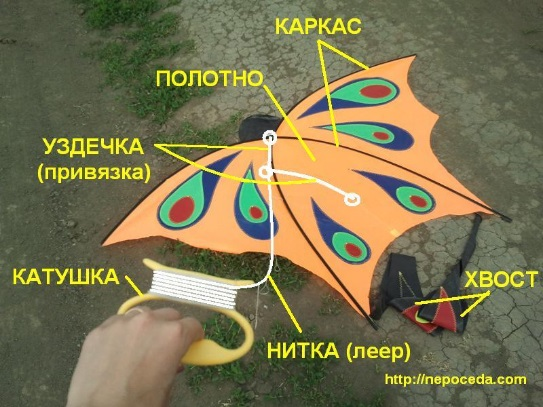 КАРКАС
ПОЛОТНО
УЗДЕЧКА
(привязка)
КАТУШКА
ХВОСТ
НИТКА (леер)
http://nepoceda.com